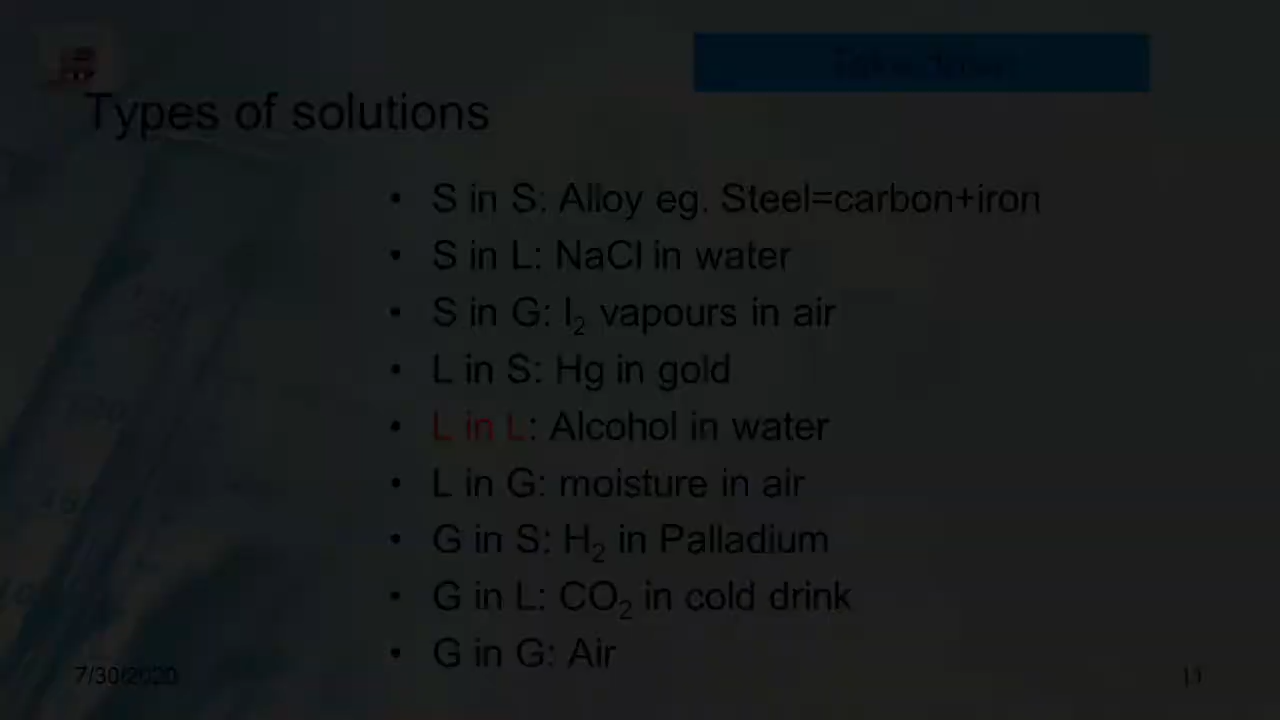 Types of solutions
• S in S: Alloy eg. Steel=carbon+iron
• S in L: NaCl in water
• S in G: I₂ vapours in air
• L in S: Hg in gold
• L in L: Alcohol in water
• L in G: moisture in air
• G in S: H₂ in Palladium
• G in L: CO₂ in cold drink
• G in G: Air
7/30/2020
11